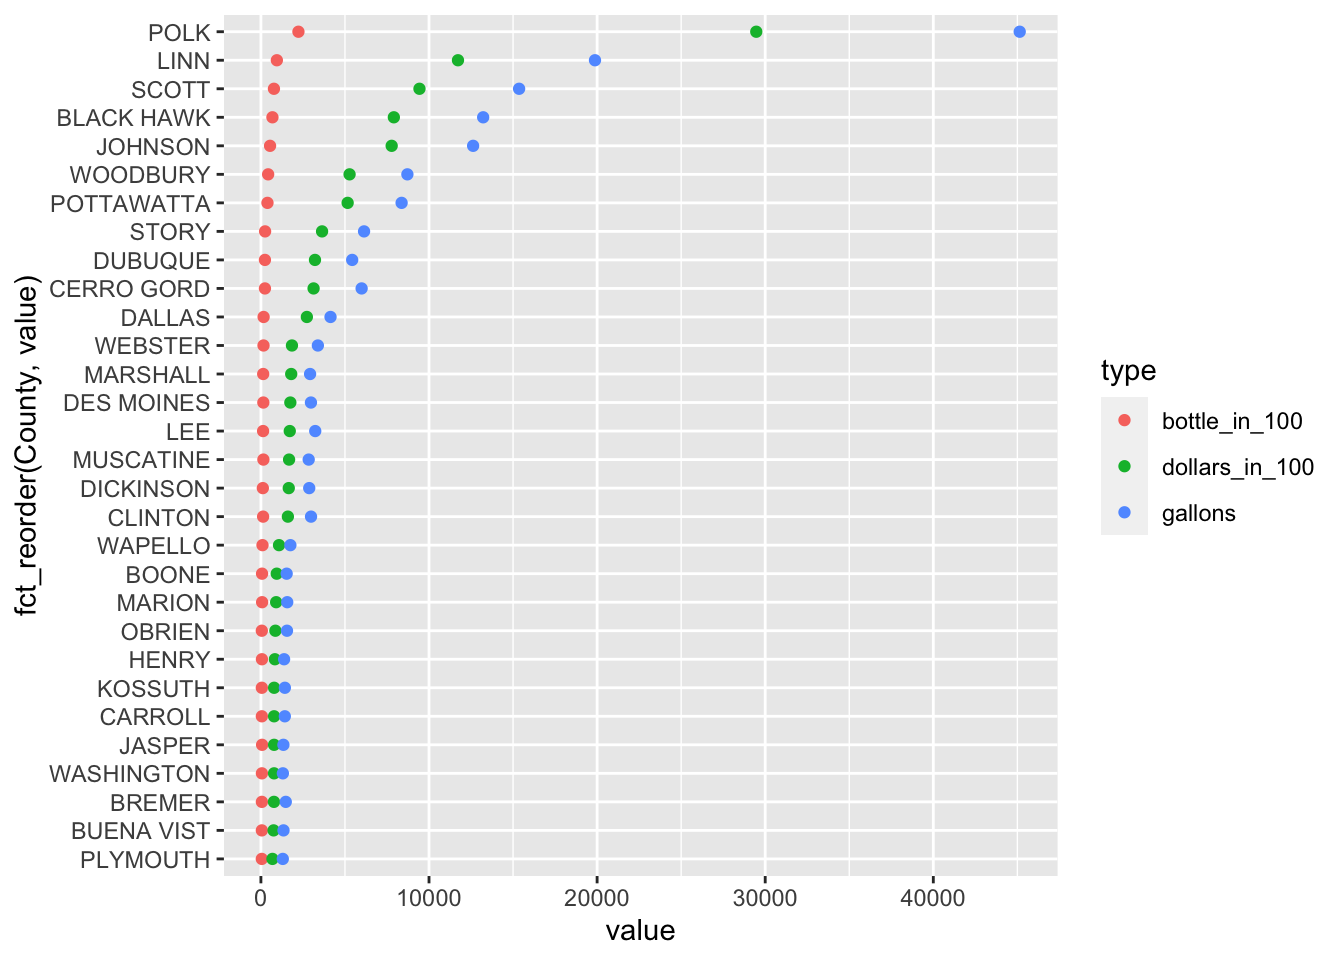 POLK
LINN
SCOTT
BLACK HAWK
JOHNSON
WOODBURY
POTTAWATTA
STORY
DUBUQUE
CERRO GORD
DALLAS
WEBSTER
MARSHALL
DES MOINES
LEE
MUSCATINE
DICKINSON
CLINTON
WAPELLO
BOONE
MARION
OBRIEN
HENRY
KOSSUTH
CARROLL
JASPER
WASHINGTON
BREMER
BUENA VIST
PLYMOUTH
fct_reorder(County, value)
0 10000 20000 30000 40000
value
type
bottle_in_100
dollars_in_100
gallons